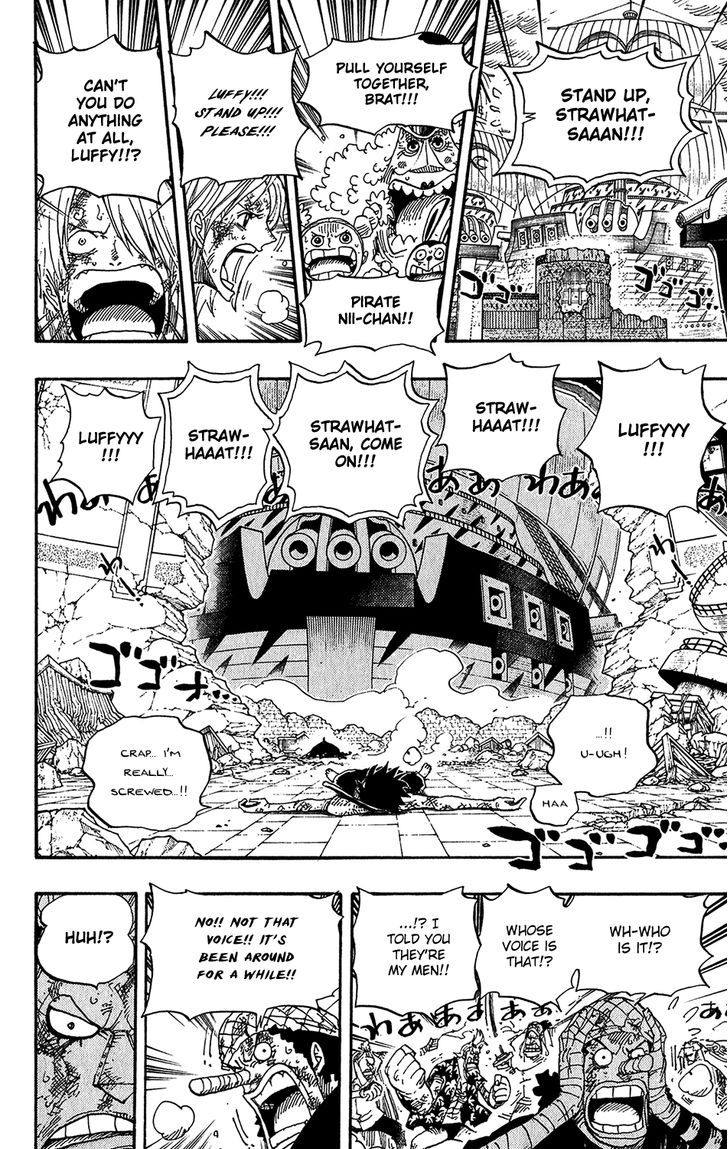 STAND UP,
STRAWHAT-
SAAAN!!!
PULL YOURSELF
TOGETHER,
BRAT!!!
PIRATE
NII-CHAN!!
LUFFY!!!
STAND UP!!!
PLEASE!!!
CAN'T
YOU DO
ANYTHING
AT ALL,
LUFFY!!?
ゴゴゴ
ゴゴゴ
LUFFYYY
!!!
STRAW-
HAAAT!!!
STRAWHAT-
SAAN, COME
ON!!!
STRAW-
HAAAT!!!
LUFFYYY
!!!
わあ
ああ
わあ
わぁ
ゴゴゴ
...!!
U-UGH!
HAA
CRAP... I'M
REALLY...
SCREWED..!!
ゴゴゴ
WH-WHO
IS IT!?
WHOSE
VOICE IS
THAT!?
...!? I
TOLD YOU
THEY'RE
MY MEN!!
わああ
ああ
NO!! NOT THAT
VOICE!! IT'S
BEEN AROUND
FOR A WHILE!!
HUH!?